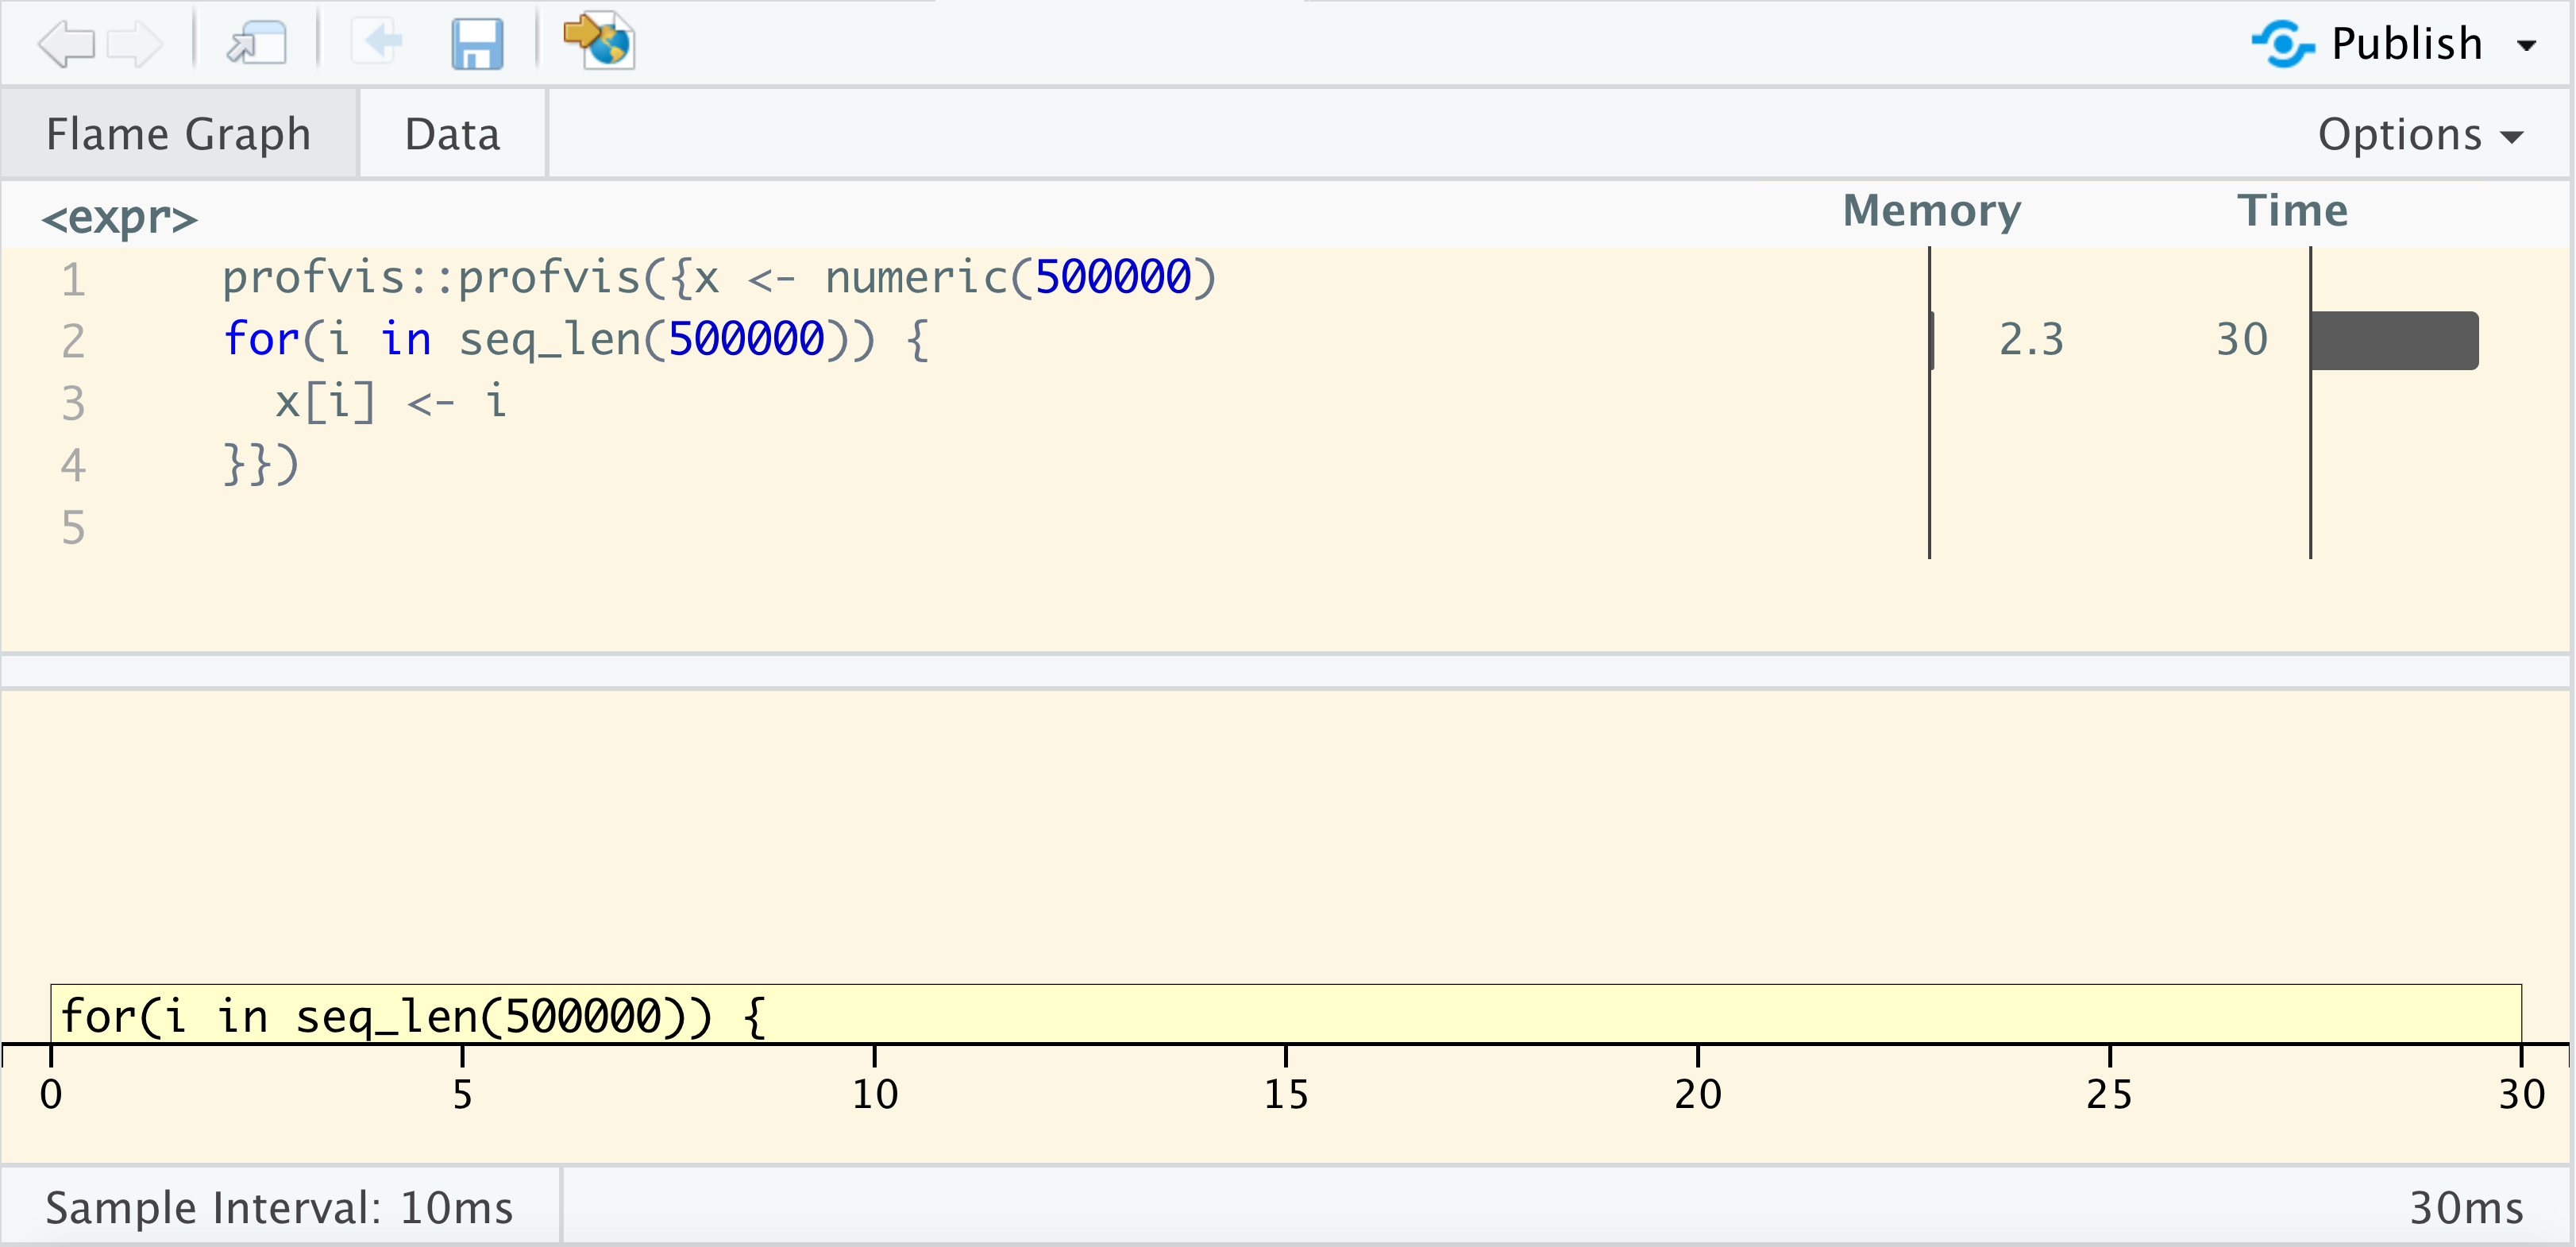 Publish
Flame Graph Data Options
<expr> Memory Time
1 profvis::profvis({x <- numeric(500000)
2 for(i in seq_len(500000)) { 2.3 30
3   x[i] <- i
4 }})
5
for(i in seq_len(500000)) {
0 5 10 15 20 25 30
Sample Interval: 10ms 30ms